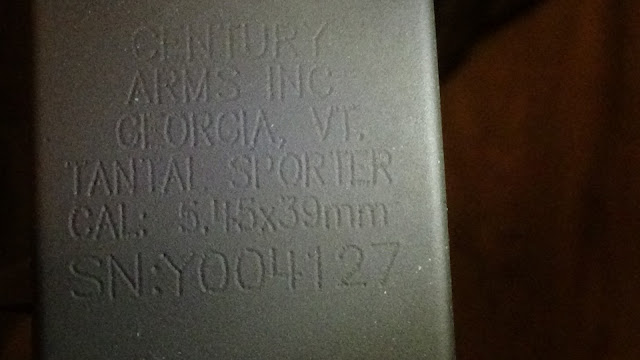 CENTURY
ARMS INC
GEORGIA, VT.
TANTAL SPORTER
CAL: 5.45x39mm
SN:Y004127